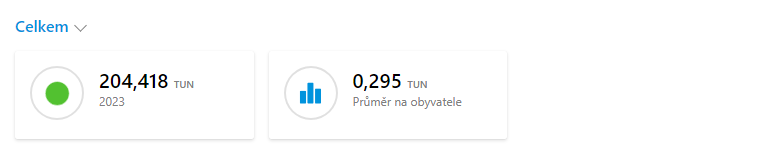 Celkem
204,418 TUN
2023
0,295 TUN
Průměr na obyvatele